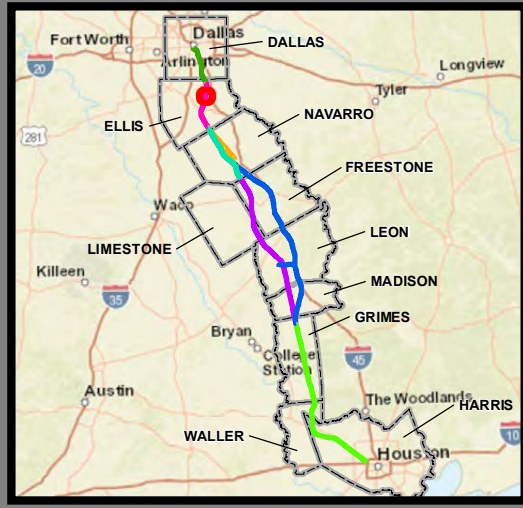 Dallas
Fort Worth
DALLAS
Arlington
20
Longview
Tyler
ELLIS
NAVARRO
281
FREESTONE
Waco
LEON
LIMESTONE
Killeen
MADISON
35
GRIMES
Bryan
College
Station
45
Austin
The Woodlands
HARRIS
WALLER
10
Houston